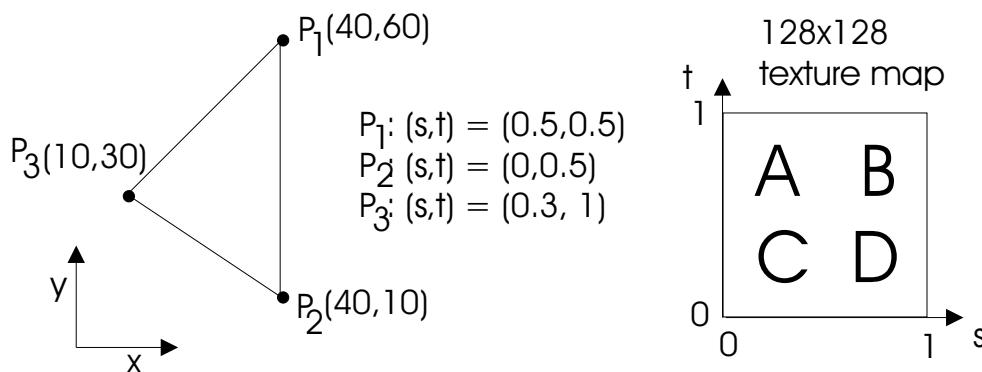 P1(40,60)
P3(10,30)
P2(40,10)
y
x
P1: (s,t) = (0.5,0.5)
P2: (s,t) = (0,0.5)
P3: (s,t) = (0.3, 1)
128x128
texture map
t
1
A B
C D
0
0 1
s